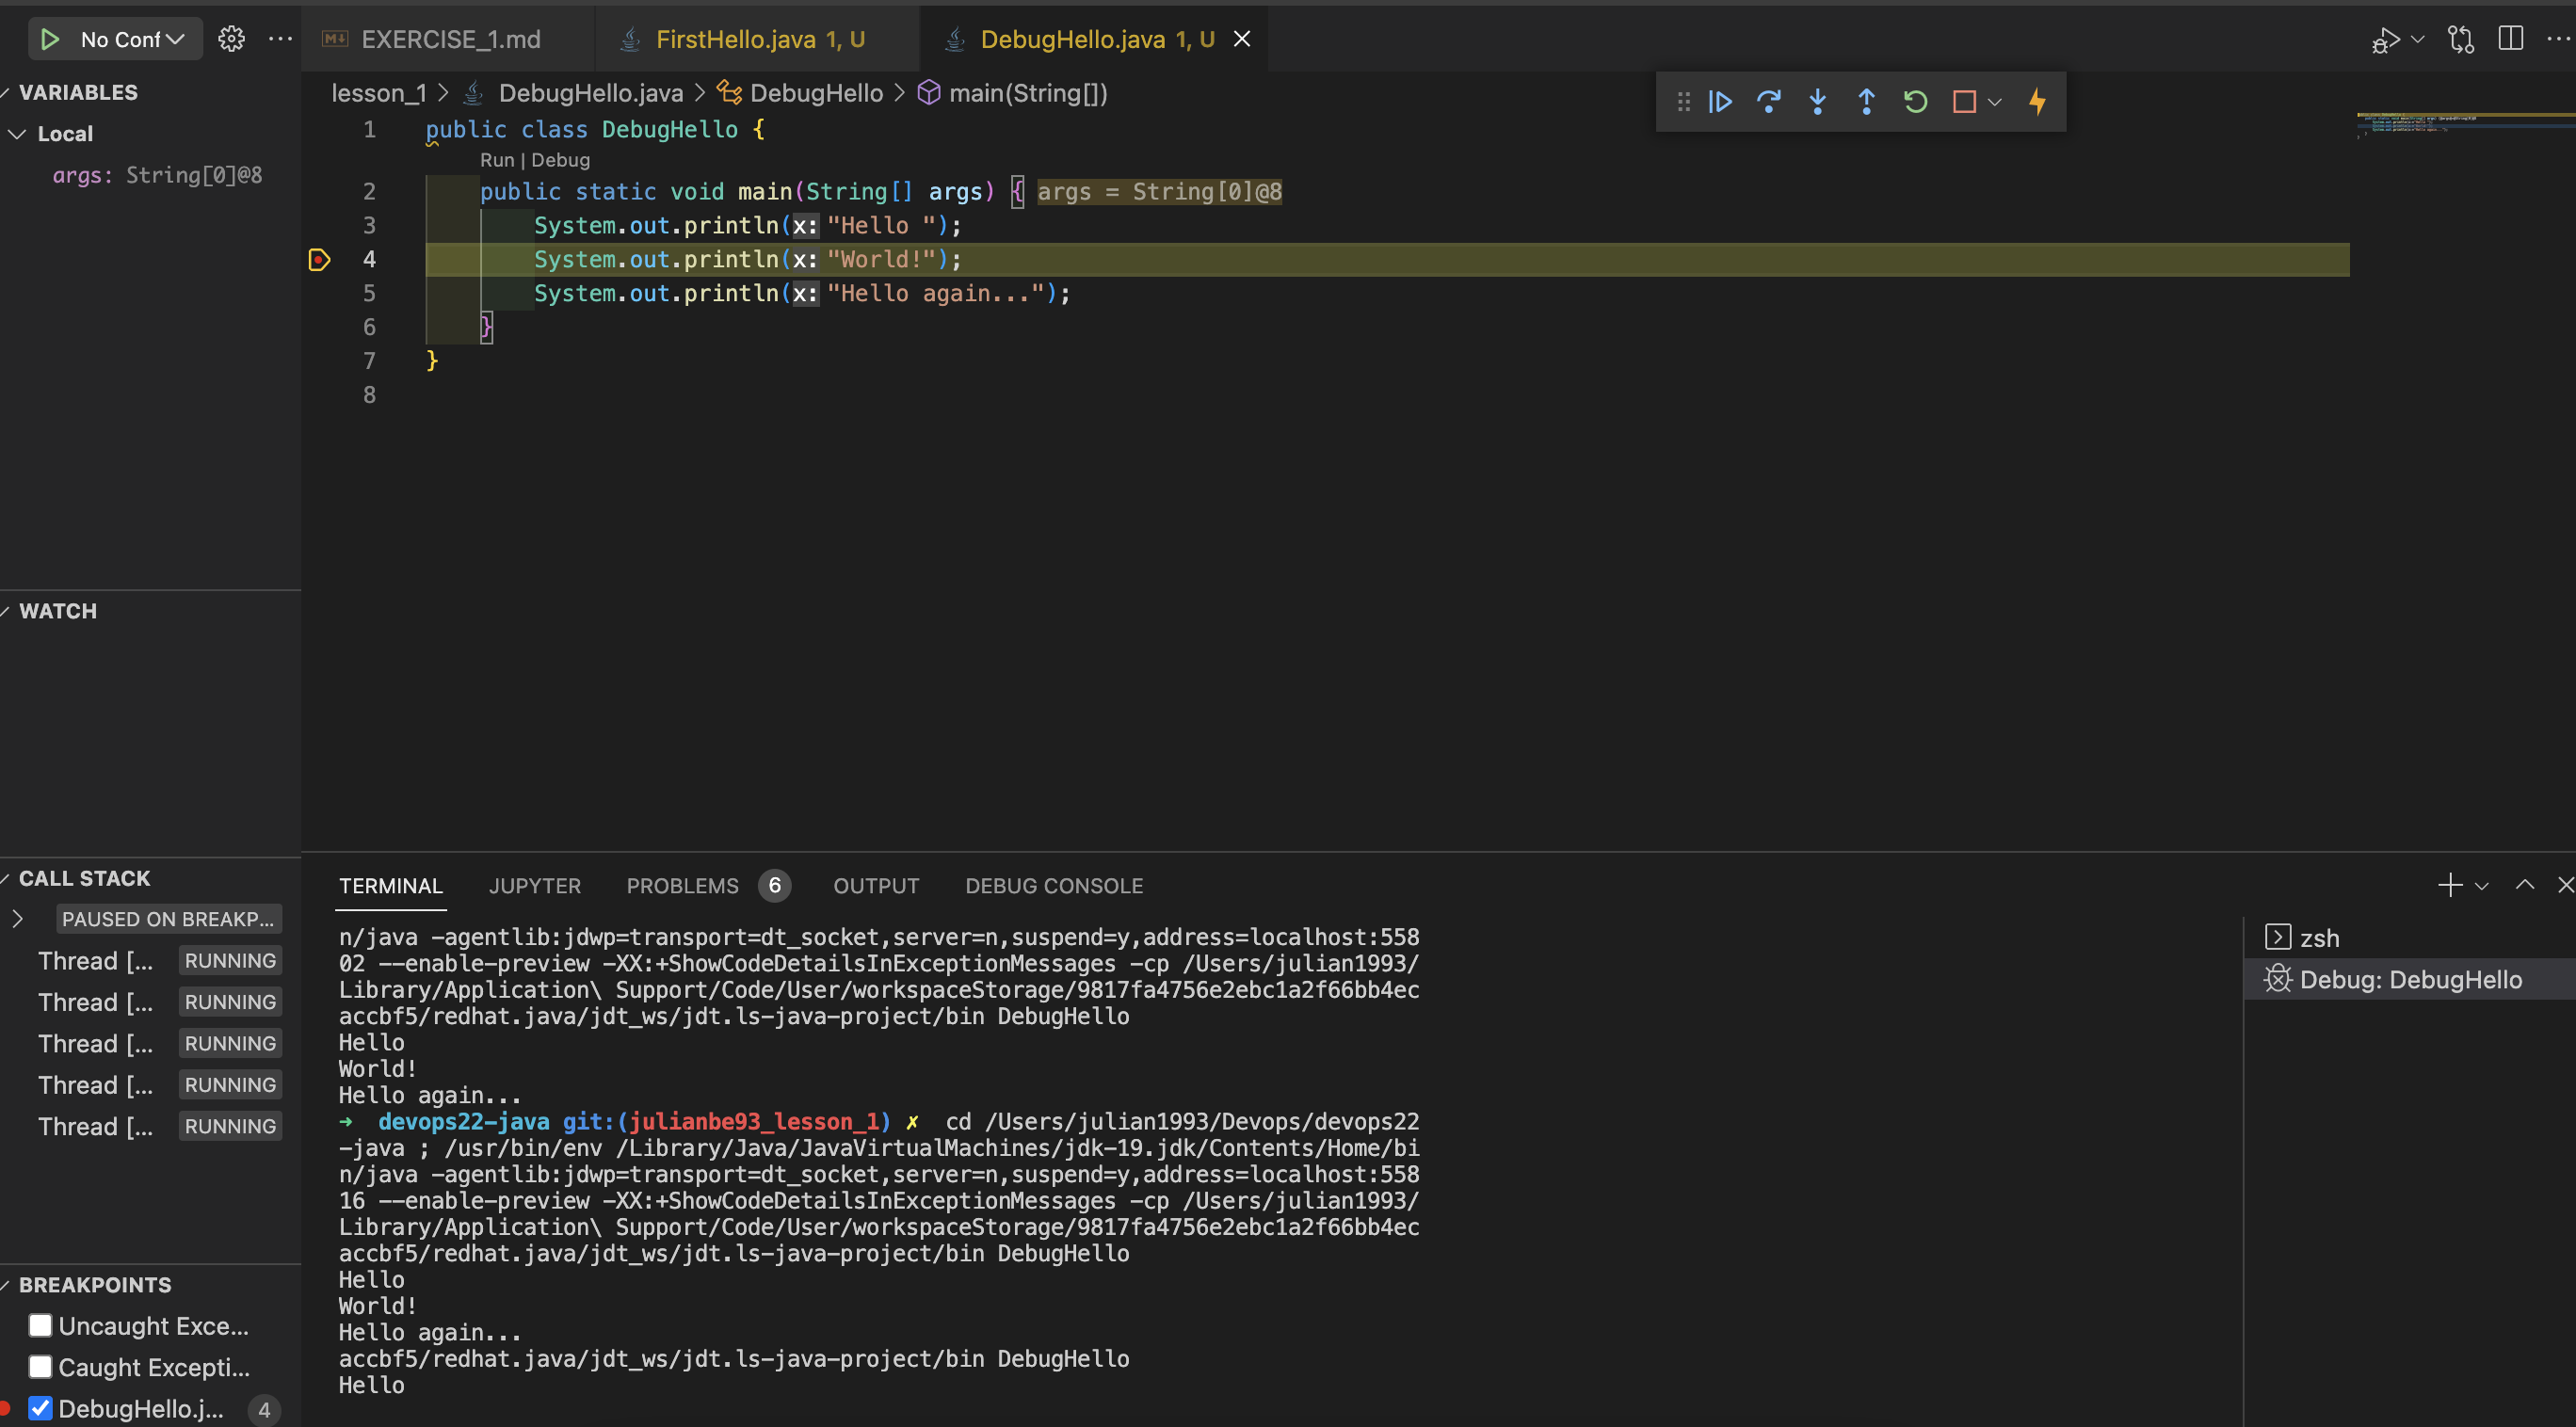 No Conf
EXERCISE_1.md
FirstHello.java 1, U
DebugHello.java 1, U
VARIABLES
Local
args: String[0]@8
lesson_1 > DebugHello.java > DebugHello > main(String[])
1 public class DebugHello {
Run | Debug
2 public static void main(String[] args) { args = String[0]@8
3 System.out.println(x: "Hello ");
4 System.out.println(x: "World!");
5 System.out.println(x: "Hello again...");
6 }
7 }
8
WATCH
CALL STACK
PAUSED ON BREAKP...
Thread [... RUNNING
Thread [... RUNNING
Thread [... RUNNING
Thread [... RUNNING
Thread [... RUNNING
BREAKPOINTS
Uncaught Exce...
Caught Excepti...
DebugHello.j... 4
TERMINAL JUPYTER PROBLEMS 6 OUTPUT DEBUG CONSOLE
n/java -agentlib:jdwp=transport=dt_socket,server=n,suspend=y,address=localhost:558
02 --enable-preview -XX:+ShowCodeDetailsInExceptionMessages -cp /Users/julian1993/
Library/Application\ Support/Code/User/workspaceStorage/9817fa4756e2ebc1a2f66bb4ec
accbf5/redhat.java/jdt_ws/jdt.ls-java-project/bin DebugHello
Hello
World!
Hello again...
➜ devops22-java git:(julianbe93_lesson_1) ✗ cd /Users/julian1993/Devops/devops22
-java ; /usr/bin/env /Library/Java/JavaVirtualMachines/jdk-19.jdk/Contents/Home/bi
n/java -agentlib:jdwp=transport=dt_socket,server=n,suspend=y,address=localhost:558
16 --enable-preview -XX:+ShowCodeDetailsInExceptionMessages -cp /Users/julian1993/
Library/Application\ Support/Code/User/workspaceStorage/9817fa4756e2ebc1a2f66bb4ec
accbf5/redhat.java/jdt_ws/jdt.ls-java-project/bin DebugHello
Hello
World!
Hello again...
accbf5/redhat.java/jdt_ws/jdt.ls-java-project/bin DebugHello
Hello
zsh
Debug: DebugHello